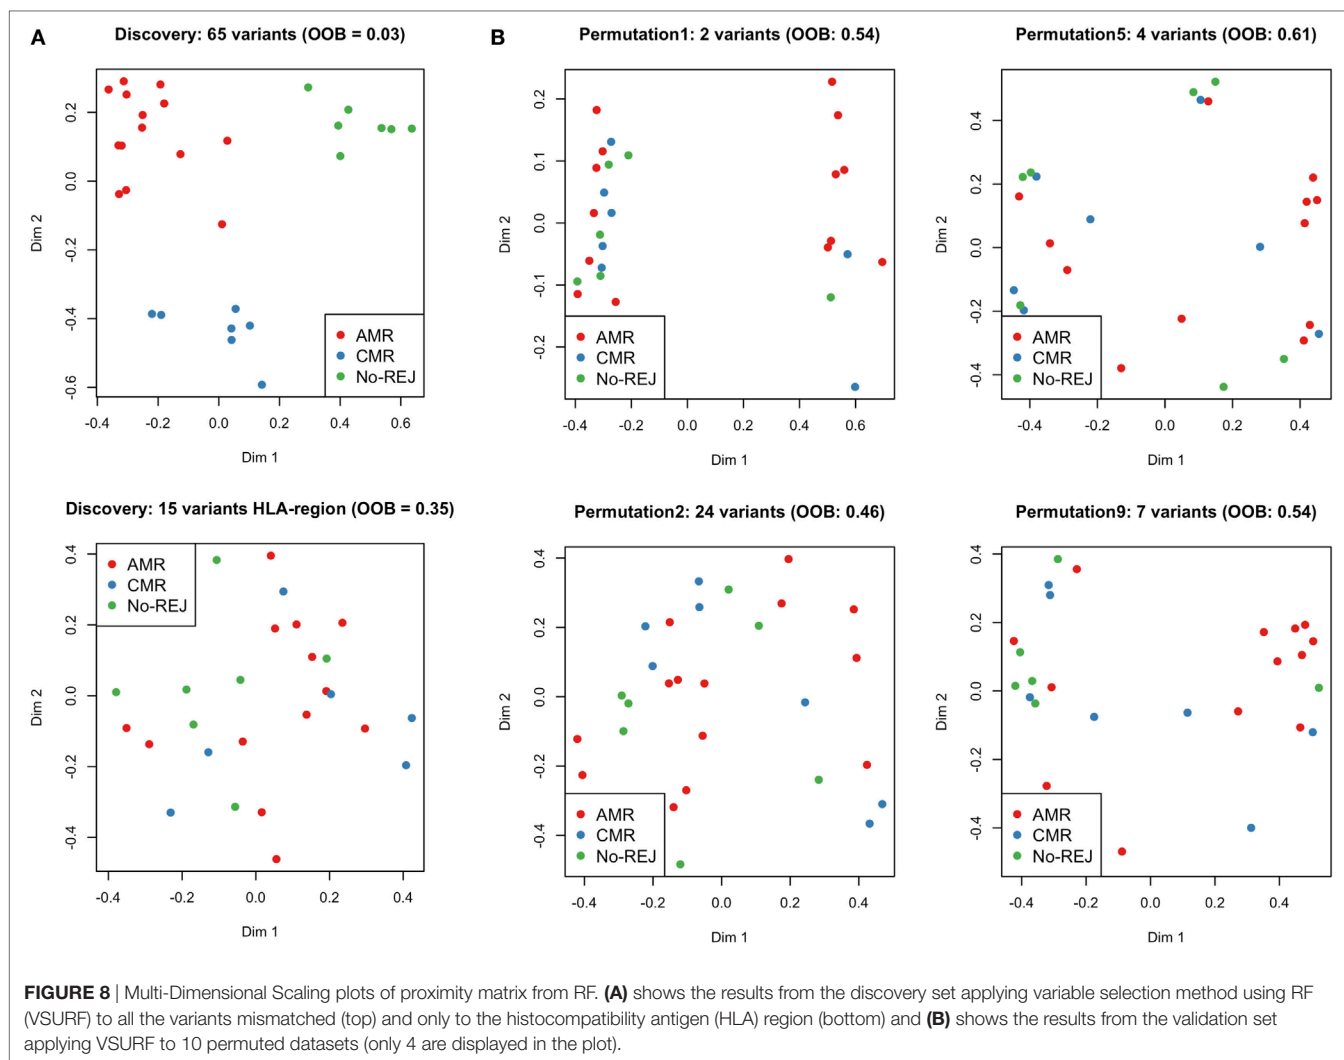 A
Discovery: 65 variants (OOB = 0.03)
0.2
0.0
-0.2
-0.4
-0.6
Dim 2
AMR
CMR
No-REJ
-0.4 -0.2 0.0 0.2 0.4 0.6
Dim 1
Discovery: 15 variants HLA-region (OOB = 0.35)
0.4
0.2
0.0
-0.2
-0.4
Dim 2
AMR
CMR
No-REJ
-0.4 -0.2 0.0 0.2 0.4
Dim 1
B
Permutation1: 2 variants (OOB: 0.54)
0.2
0.1
0.0
-0.1
-0.2
Dim 2
AMR
CMR
No-REJ
-0.4 -0.2 0.0 0.2 0.4 0.6
Dim 1
Permutation5: 4 variants (OOB: 0.61)
0.4
0.2
0.0
-0.2
-0.4
Dim 2
AMR
CMR
No-REJ
-0.4 -0.2 0.0 0.2 0.4
Dim 1
Permutation2: 24 variants (OOB: 0.46)
0.4
0.2
0.0
-0.2
-0.4
Dim 2
AMR
CMR
No-REJ
-0.4 -0.2 0.0 0.2 0.4
Dim 1
Permutation9: 7 variants (OOB: 0.54)
0.4
0.2
0.0
-0.2
-0.4
Dim 2
AMR
CMR
No-REJ
-0.4 -0.2 0.0 0.2 0.4
Dim 1
FIGURE 8 | Multi-Dimensional Scaling plots of proximity matrix from RF. (A) shows the results from the discovery set applying variable selection method using RF
(VSURF) to all the variants mismatched (top) and only to the histocompatibility antigen (HLA) region (bottom) and (B) shows the results from the validation set
applying VSURF to 10 permuted datasets (only 4 are displayed in the plot).